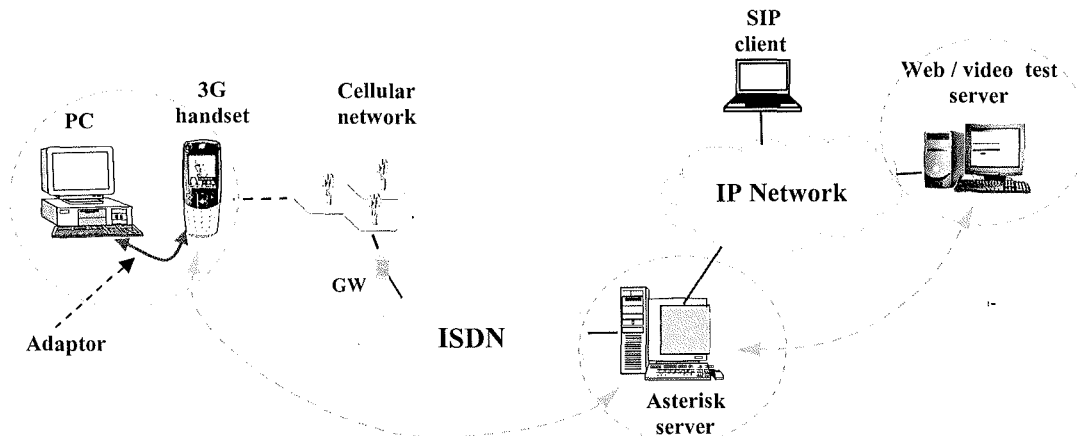 SIP
client
Web / video test
server
3G
handset
Cellular
network
PC
IP Network
GW
ISDN
Adaptor
Asterisk
server